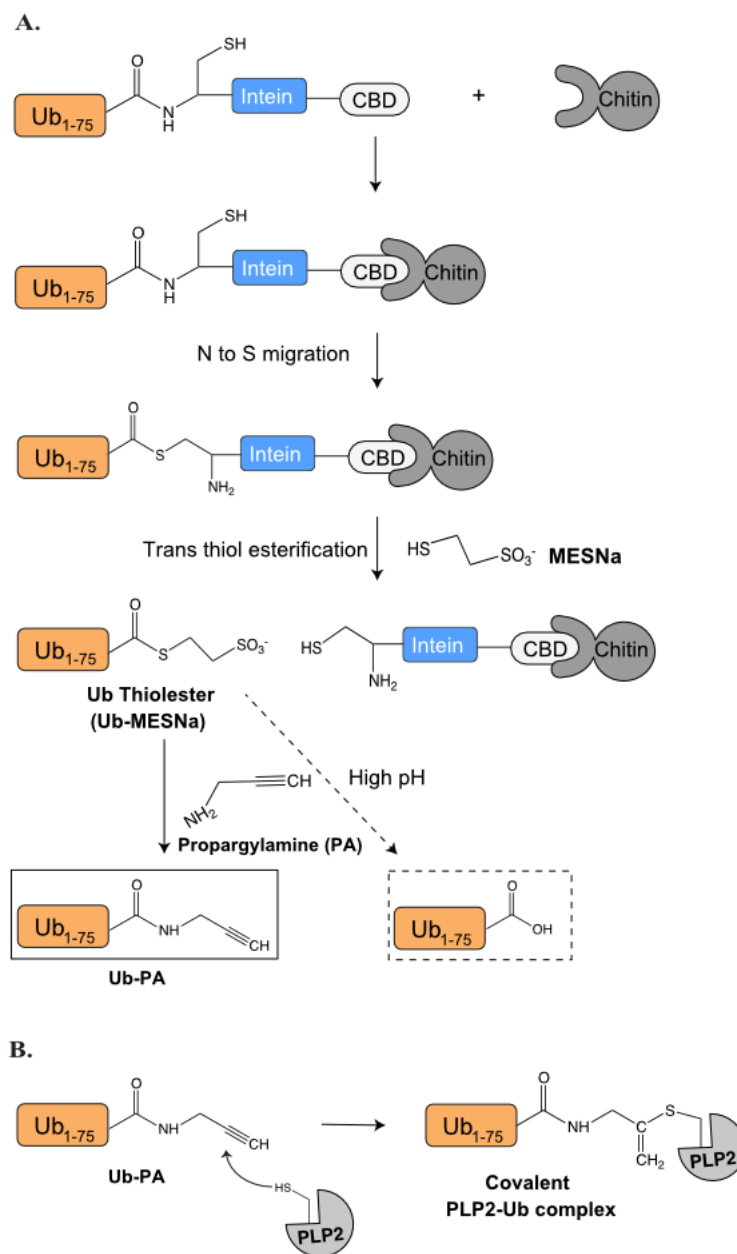 A.
SH
O
N
H
Ub1-75
Intein
CBD
+
Chitin
SH
O
N
H
Ub1-75
Intein
CBD
Chitin
N to S migration
O
S
NH2
Ub1-75
Intein
CBD
Chitin
Trans thiol esterification
HS
SO3-
MESNa
O
S
SO3-
Ub1-75
HS
NH2
Intein
CBD
Chitin
Ub Thiolester
(Ub-MESNa)
CH
High pH
NH2
Propargylamine (PA)
O
Ub1-75
NH
CH
Ub-PA
O
Ub1-75
OH
B.
O
Ub1-75
NH
CH
Ub-PA
HS
PLP2
O
Ub1-75
NH
C
S
CH2
PLP2
Covalent
PLP2-Ub complex